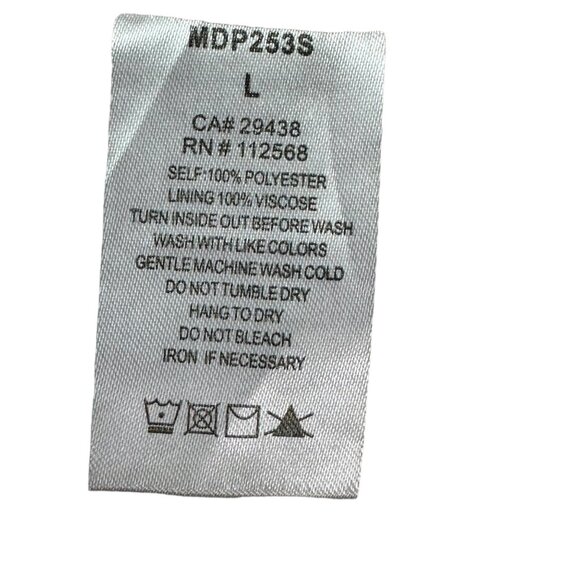 MDP253S
L
CA# 29438
RN # 112568
SELF:100% POLYESTER
LINING 100% VISCOSE
TURN INSIDE OUT BEFORE WASH
WASH WITH LIKE COLORS
GENTLE MACHINE WASH COLD
DO NOT TUMBLE DRY
HANG TO DRY
DO NOT BLEACH
IRON IF NECESSARY